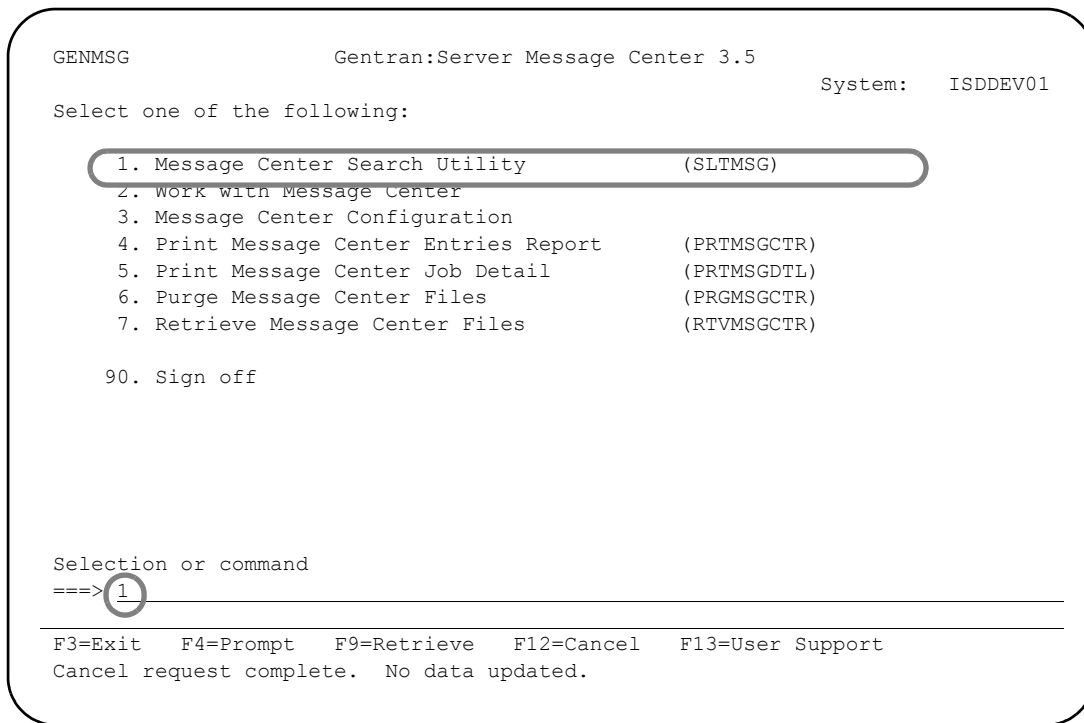 GENMSG Gentran:Server Message Center 3.5
System: ISDDEV01
Select one of the following:
1. Message Center Search Utility (SLTMSG)
2. Work with Message Center
3. Message Center Configuration
4. Print Message Center Entries Report (PRTMSGCTR)
5. Print Message Center Job Detail (PRTMSGDTL)
6. Purge Message Center Files (PRGMSGCTR)
7. Retrieve Message Center Files (RTVMSGCTR)
90. Sign off
Selection or command
===> 1
F3=Exit F4=Prompt F9=Retrieve F12=Cancel F13=User Support
Cancel request complete. No data updated.